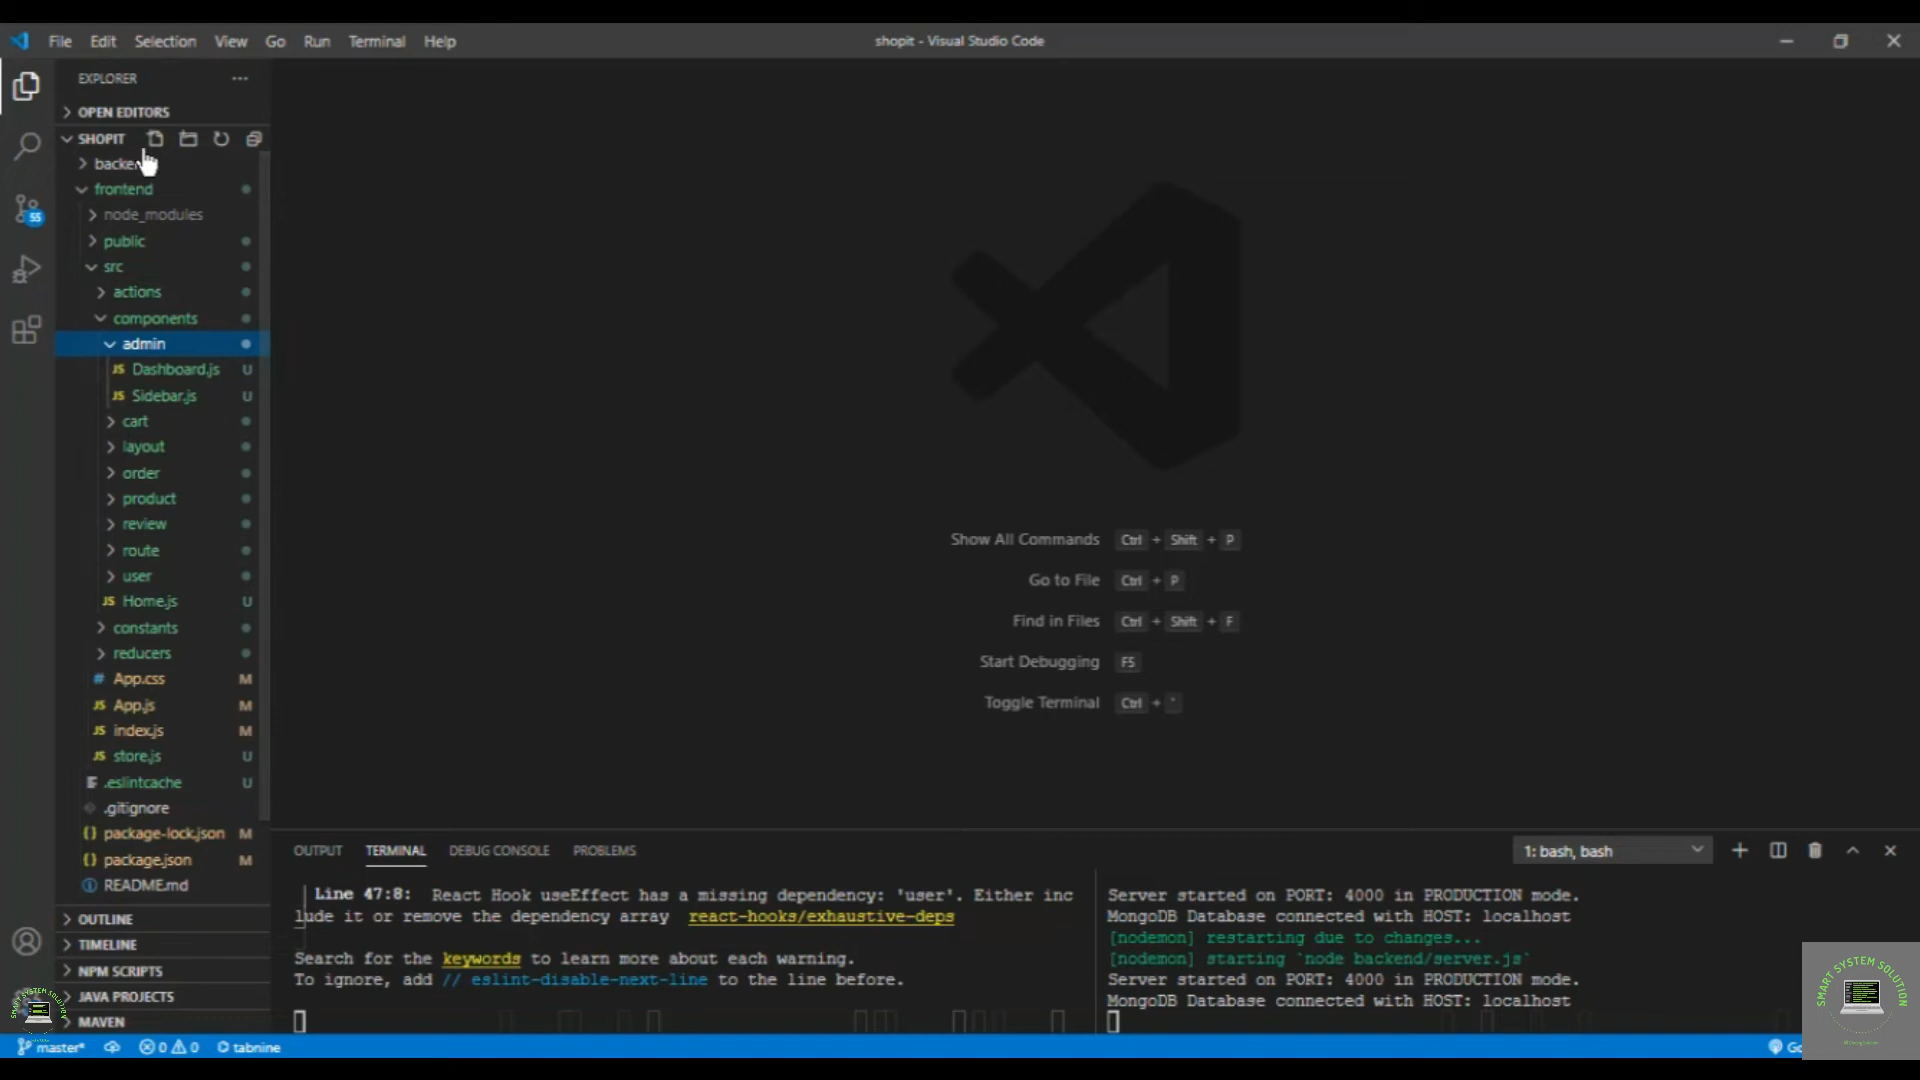 File Edit Selection View Go Run Terminal Help
shopit - Visual Studio Code
EXPLORER
OPEN EDITORS
SHOPIT
frontend
node_modules
public
src
actions
components
admin
JS Dashboard.js U
JS Sidebar.js U
cart
layout
order
product
review
route
user
JS Home.js U
constants
reducers
# App.css M
JS App.js M
JS index.js M
JS store.js U
.eslintcache U
.gitignore
{} package-lock.json M
{} package.json M
README.md
OUTLINE
TIMELINE
NPM SCRIPTS
JAVA PROJECTS
MAVEN
55
Show All Commands Ctrl + Shift + P
Go to File Ctrl + P
Find in Files Ctrl + Shift + F
Start Debugging F5
Toggle Terminal Ctrl + `
OUTPUT TERMINAL DEBUG CONSOLE PROBLEMS
1: bash, bash
Line 47:8: React Hook useEffect has a missing dependency: 'user'. Either inc
lude it or remove the dependency array react-hooks/exhaustive-deps
Search for the keywords to learn more about each warning.
To ignore, add // eslint-disable-next-line to the line before.
Server started on PORT: 4000 in PRODUCTION mode.
MongoDB Database connected with HOST: localhost
[nodemon] restarting due to changes...
[nodemon] starting `node backend/server.js`
Server started on PORT: 4000 in PRODUCTION mode.
MongoDB Database connected with HOST: localhost
master* 0 0 tabnine
SMART SYSTEM SOLUTION
SMART SYSTEM SOLUTION